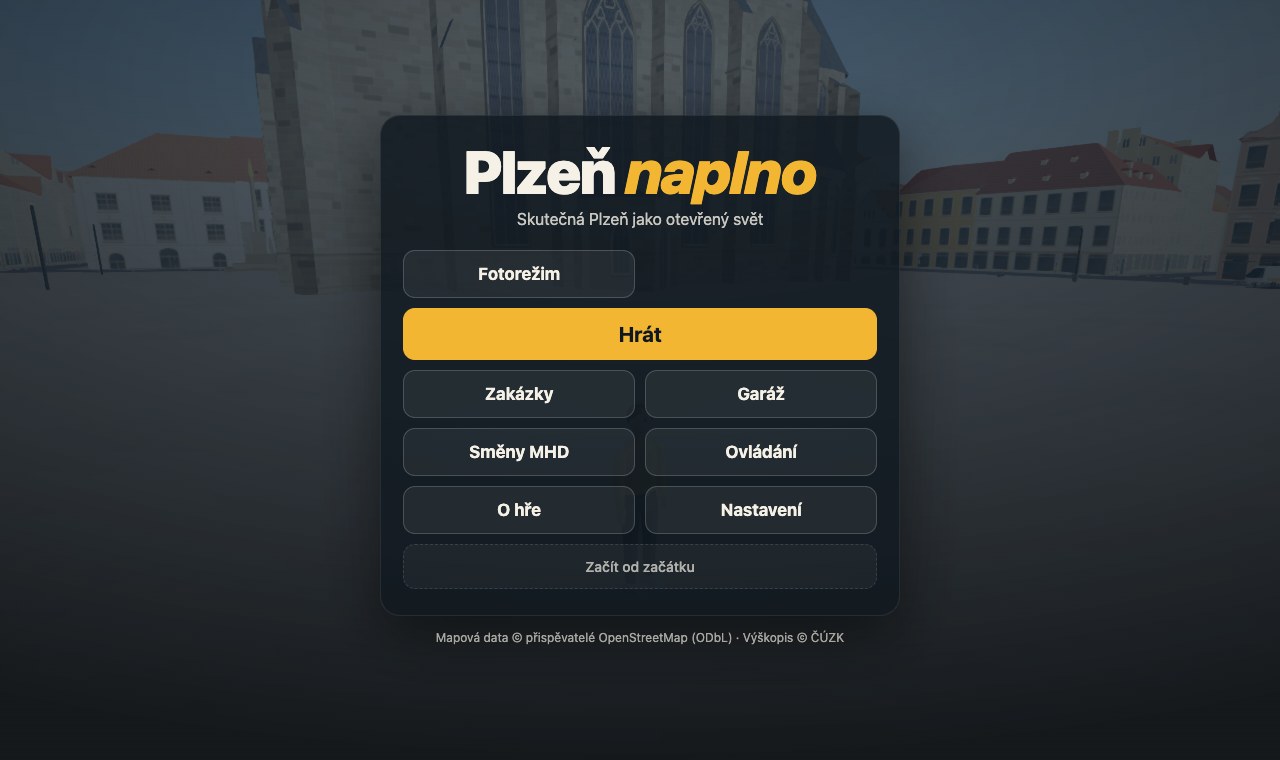 Plzeň naplno
Skutečná Plzeň jako otevřený svět
Fotorežim
Hrát
Zakázky
Garáž
Směny MHD
Ovládání
O hře
Nastavení
Začít od začátku
Mapová data © přispěvatelé OpenStreetMap (ODbL) · Výškopis © ČÚZK